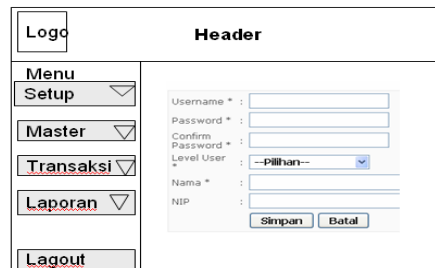 Logo
Header
Menu
Setup
Master
Transaksi
Laporan
Lagout
Username * :
Password * :
Confirm
Password * :
Level User
* : --Pilihan--
Nama * :
NIP :
Simpan Batal